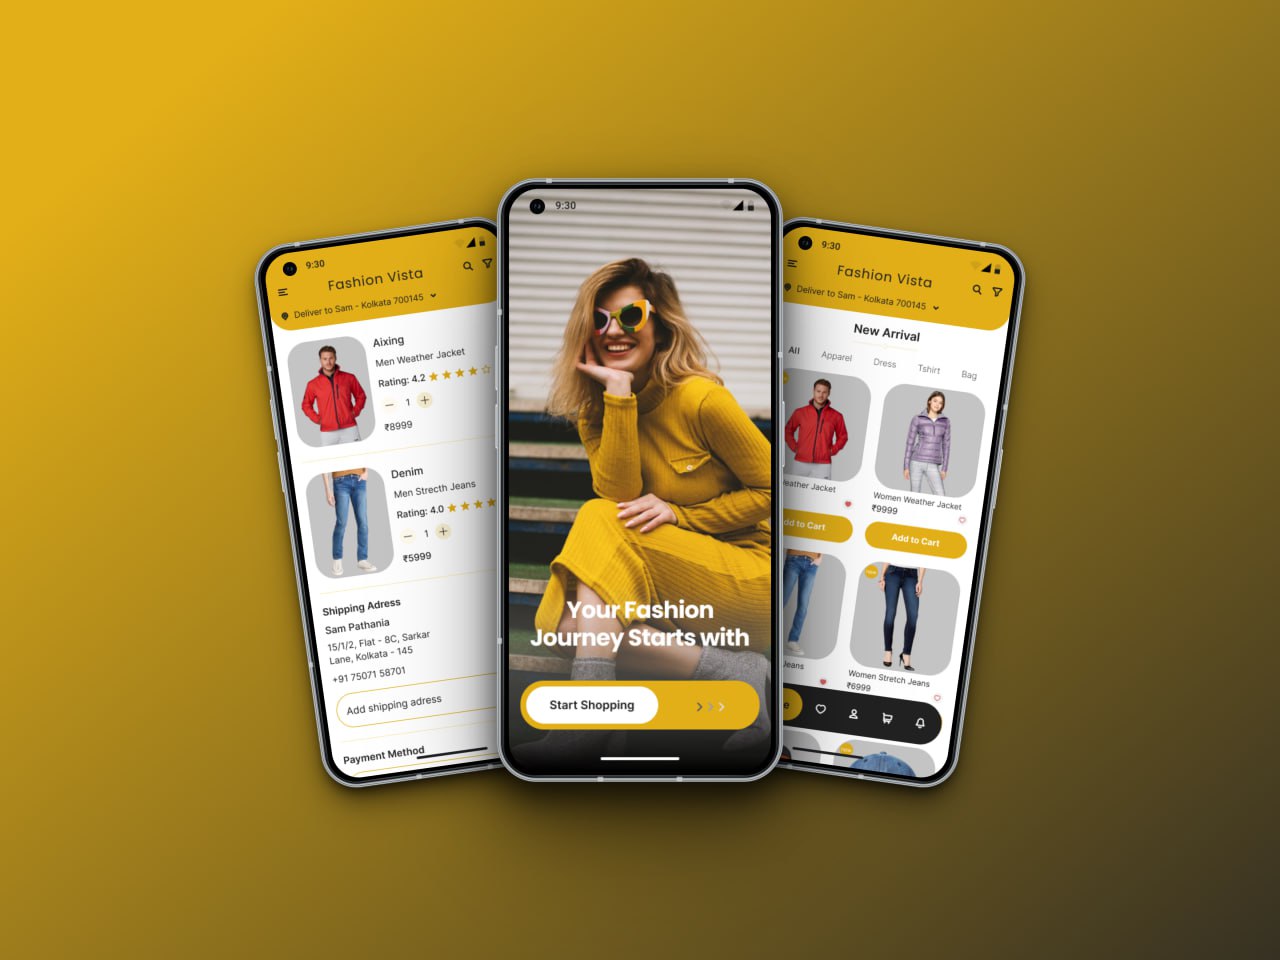 9:30
Fashion Vista
Deliver to Sam - Kolkata 700145
Aixing
Men Weather Jacket
Rating: 4.2
1
₹8999
Denim
Men Strecth Jeans
Rating: 4.0
1
₹5999
Shipping Adress
Sam Pathania
15/1/2, Flat - 8C, Sarkar
Lane, Kolkata - 145
+91 75071 58701
Add shipping adress
Payment Method
9:30
Your Fashion
Journey Starts with
Start Shopping
9:30
Fashion Vista
Deliver to Sam - Kolkata 700145
New Arrival
All Apparel Dress Tshirt Bag
eather Jacket
Women Weather Jacket
₹9999
dd to Cart
Add to Cart
new
Jeans
Women Stretch Jeans
₹6999
e
new